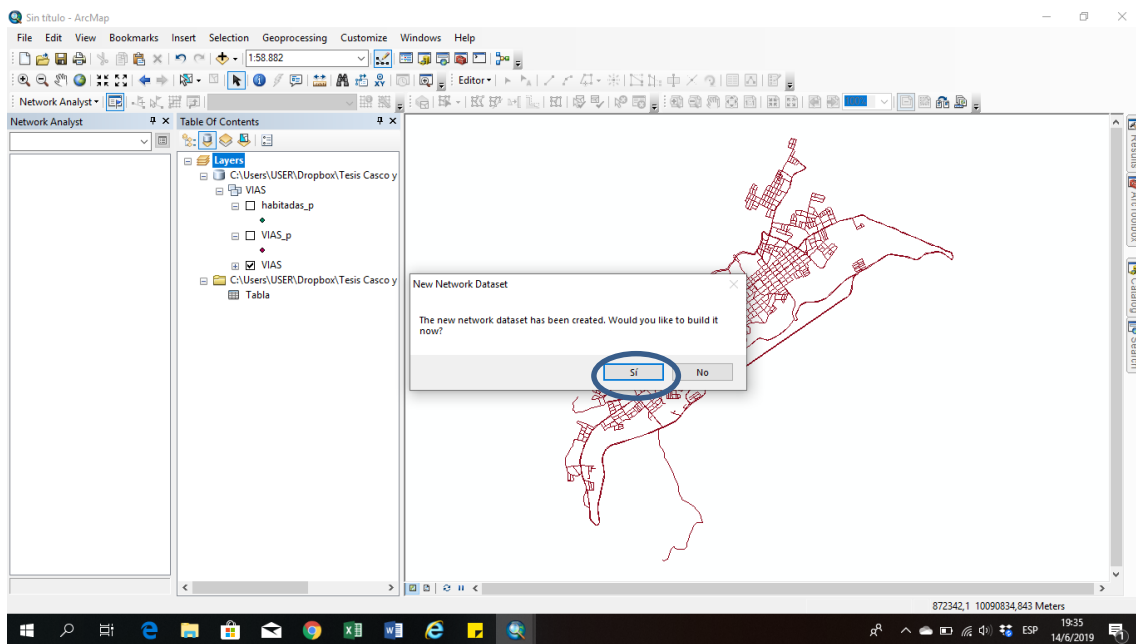 Sin título - ArcMap
File Edit View Bookmarks Insert Selection Geoprocessing Customize Windows Help
1:58.882
Editor
Network Analyst
Network Analyst
Table Of Contents
Layers
C:\Users\USER\Dropbox\Tesis Casco y
VIAS
habitadas_p
VIAS_p
VIAS
C:\Users\USER\Dropbox\Tesis Casco y
Tabla
New Network Dataset
The new network dataset has been created. Would you like to build it
now?
Sí
No
Results
ArcToolbox
Catalog
Search
872342,1 10090834,843 Meters
ESP
19:35
14/6/2019